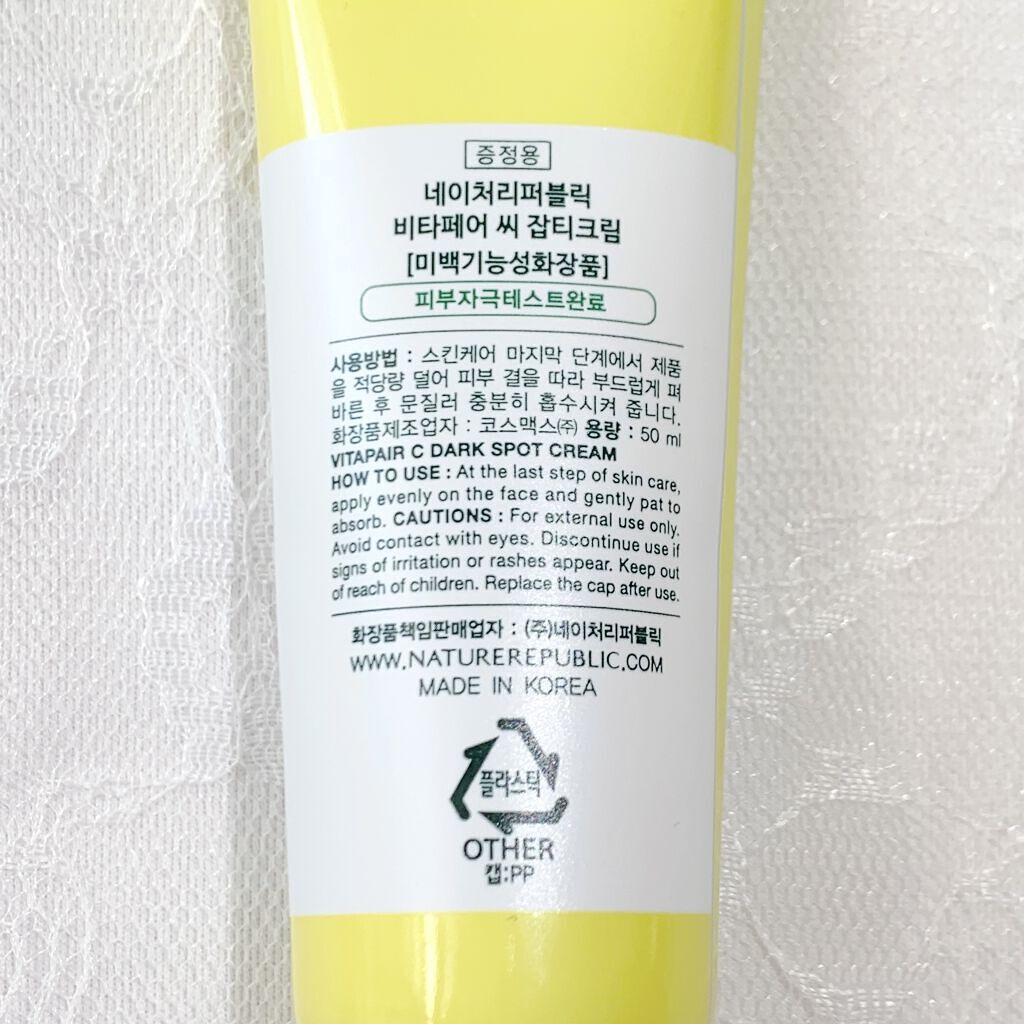 증정용
네이처리퍼블릭
비타페어 씨 잡티크림
[미백기능성화장품]
피부자극테스트완료
사용방법 : 스킨케어 마지막 단계에서 제품
을 적당량 덜어 피부 결을 따라 부드럽게 펴
바른 후 문질러 충분히 흡수시켜 줍니다.
화장품제조업자 : 코스맥스㈜ 용량 : 50 ml
VITAPAIR C DARK SPOT CREAM
HOW TO USE : At the last step of skin care,
apply evenly on the face and gently pat to
absorb. CAUTIONS : For external use only.
Avoid contact with eyes. Discontinue use if
signs of irritation or rashes appear. Keep out
of reach of children. Replace the cap after use.
화장품책임판매업자 : (주)네이처리퍼블릭
WWW.NATUREREPUBLIC.COM
MADE IN KOREA
플라스틱
OTHER
캡:PP